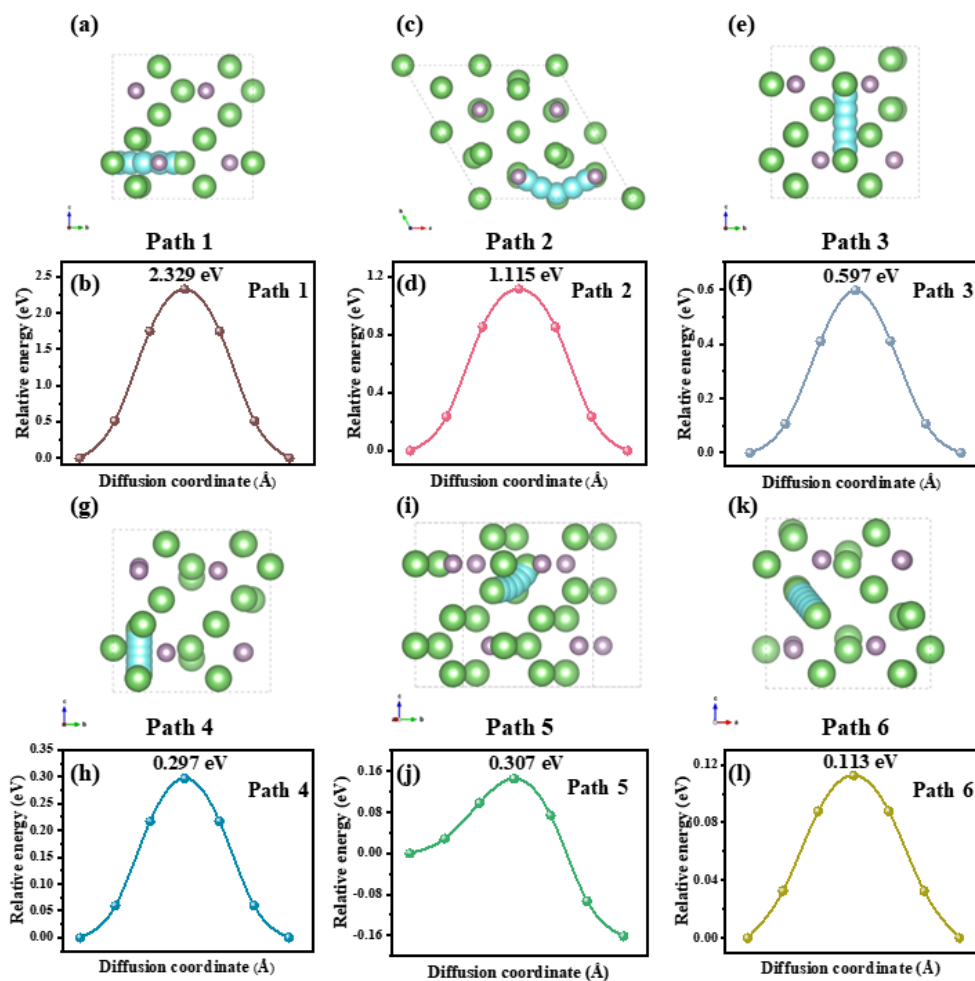 (a) (c) (e)
c b
b a
c b
Path 1 Path 2 Path 3
(b) 2.329 eV Path 1
Relative energy (eV)
2.5
2.0
1.5
1.0
0.5
0.0
Diffusion coordinate (Å)
(d) 1.115 eV Path 2
Relative energy (eV)
1.2
0.8
0.4
0.0
Diffusion coordinate (Å)
(f) 0.597 eV Path 3
Relative energy (eV)
0.6
0.4
0.2
0.0
Diffusion coordinate (Å)
(g) (i) (k)
c b
c b
c a
Path 4 Path 5 Path 6
(h) 0.297 eV Path 4
Relative energy (eV)
0.35
0.30
0.25
0.20
0.15
0.10
0.05
0.00
Diffusion coordinate (Å)
(j) 0.307 eV Path 5
Relative energy (eV)
0.16
0.08
0.00
-0.08
-0.16
Diffusion coordinate (Å)
(l) 0.113 eV Path 6
Relative energy (eV)
0.12
0.08
0.04
0.00
Diffusion coordinate (Å)